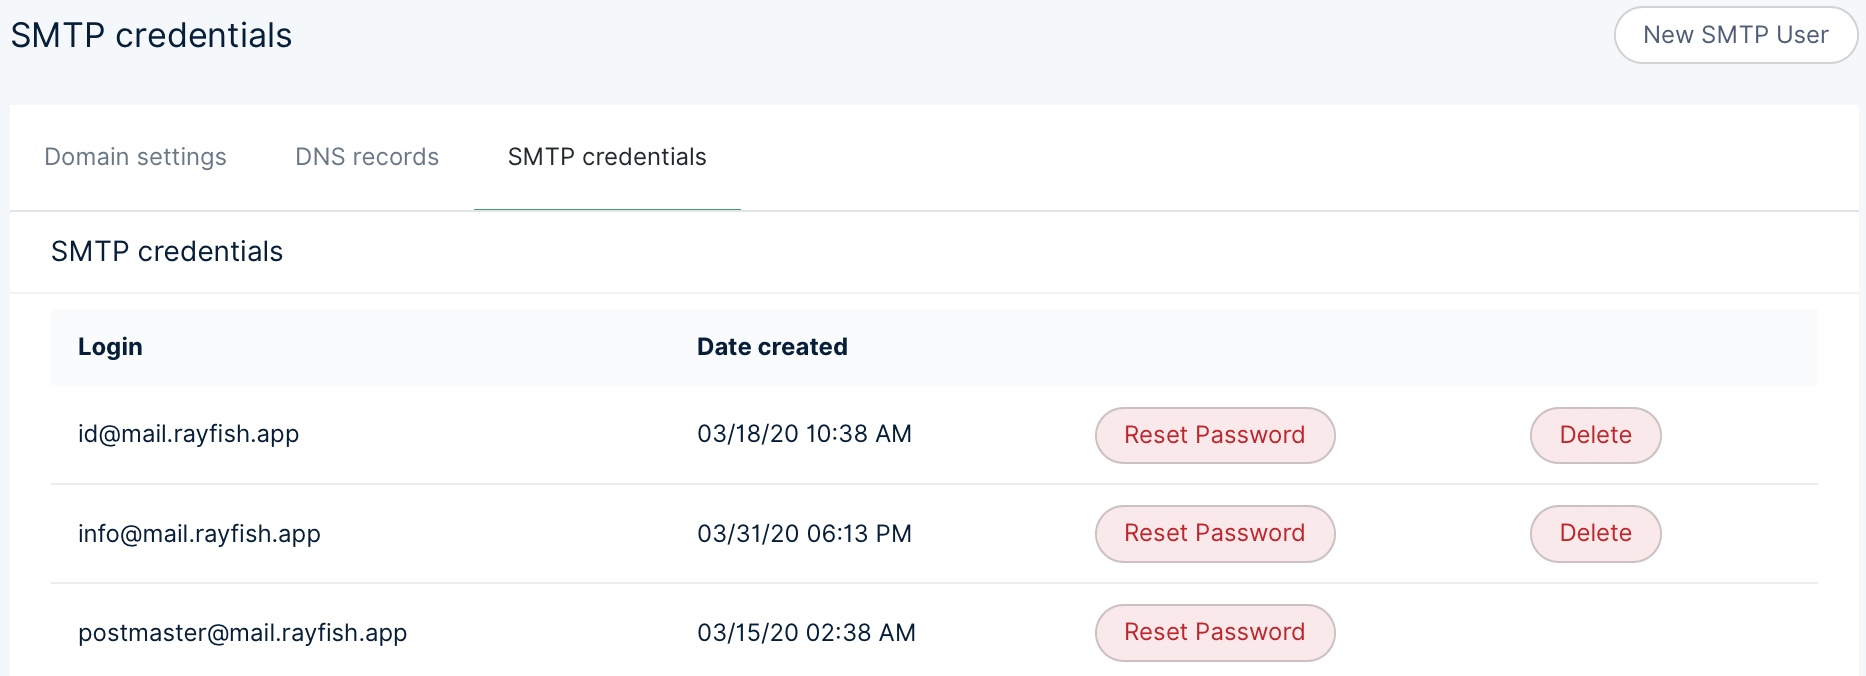 SMTP credentials
New SMTP User
Domain settings DNS records SMTP credentials
SMTP credentials
Login Date created
id@mail.rayfish.app 03/18/20 10:38 AM Reset Password Delete
info@mail.rayfish.app 03/31/20 06:13 PM Reset Password Delete
postmaster@mail.rayfish.app 03/15/20 02:38 AM Reset Password